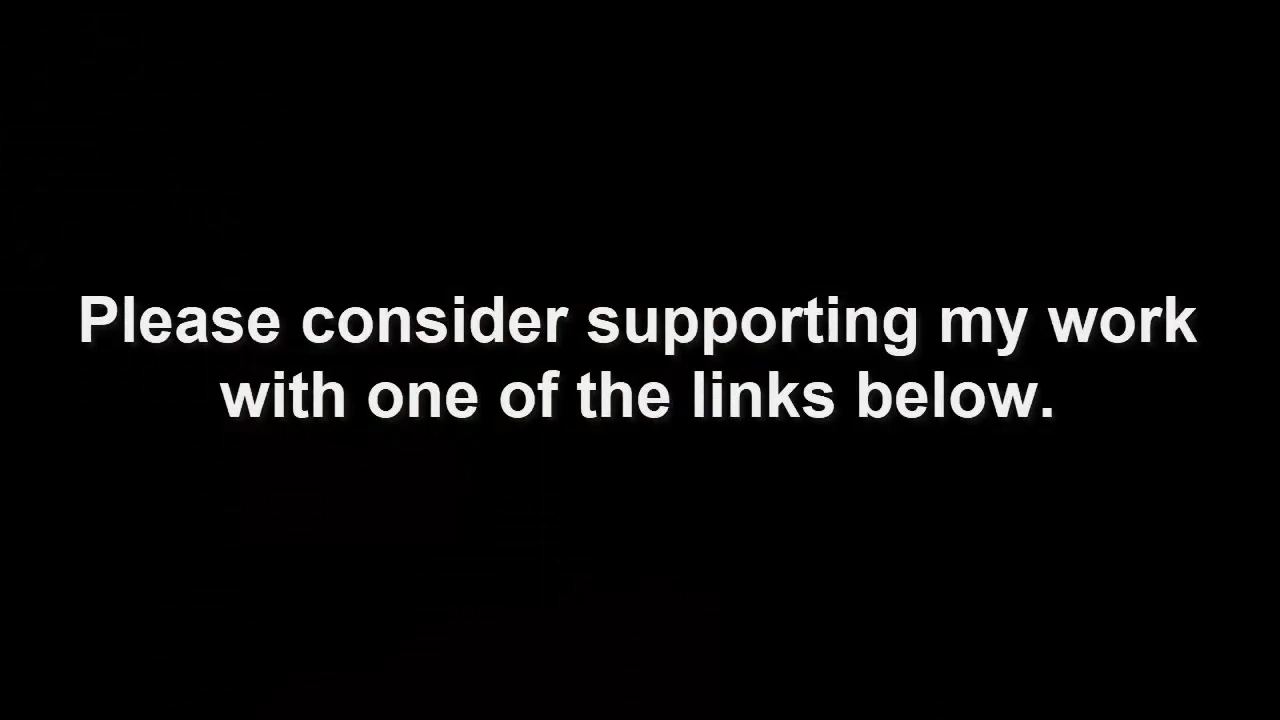 Please consider supporting my work
with one of the links below.